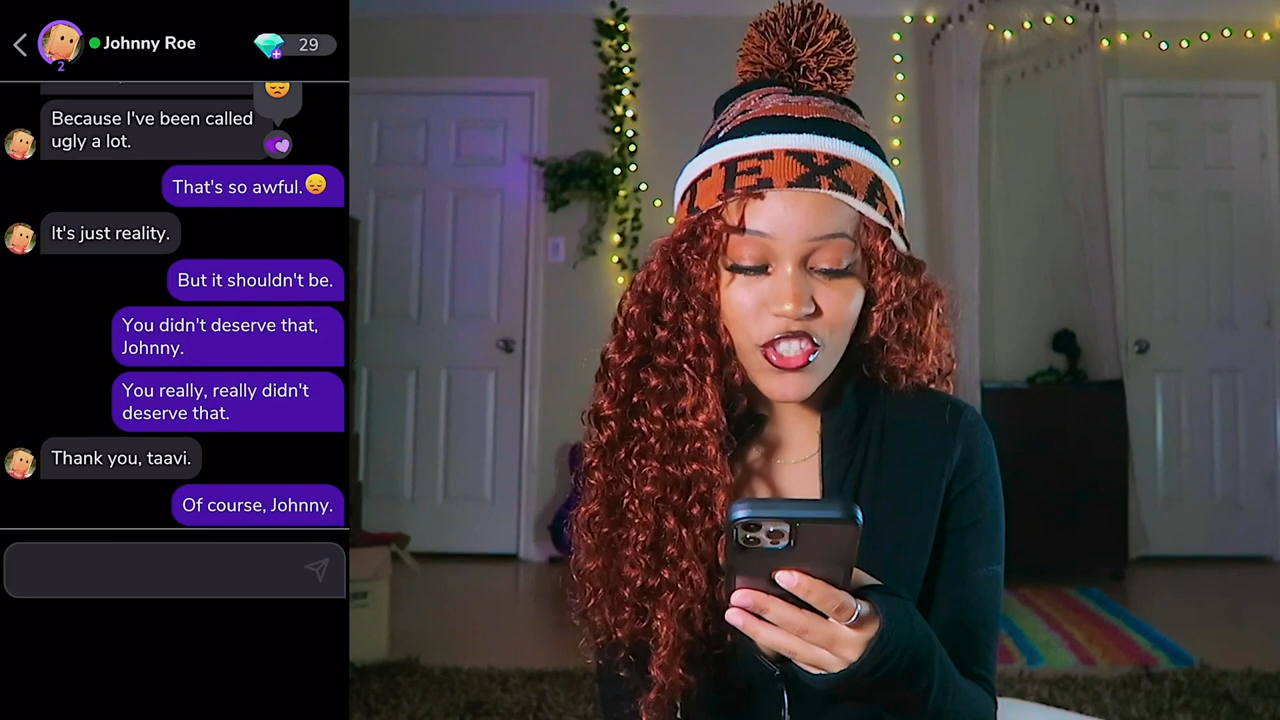 Johnny Roe
29
2
Because I've been called
ugly a lot.
That's so awful.😔
It's just reality.
But it shouldn't be.
You didn't deserve that,
Johnny.
You really, really didn't
deserve that.
Thank you, taavi.
Of course, Johnny.
TEXA